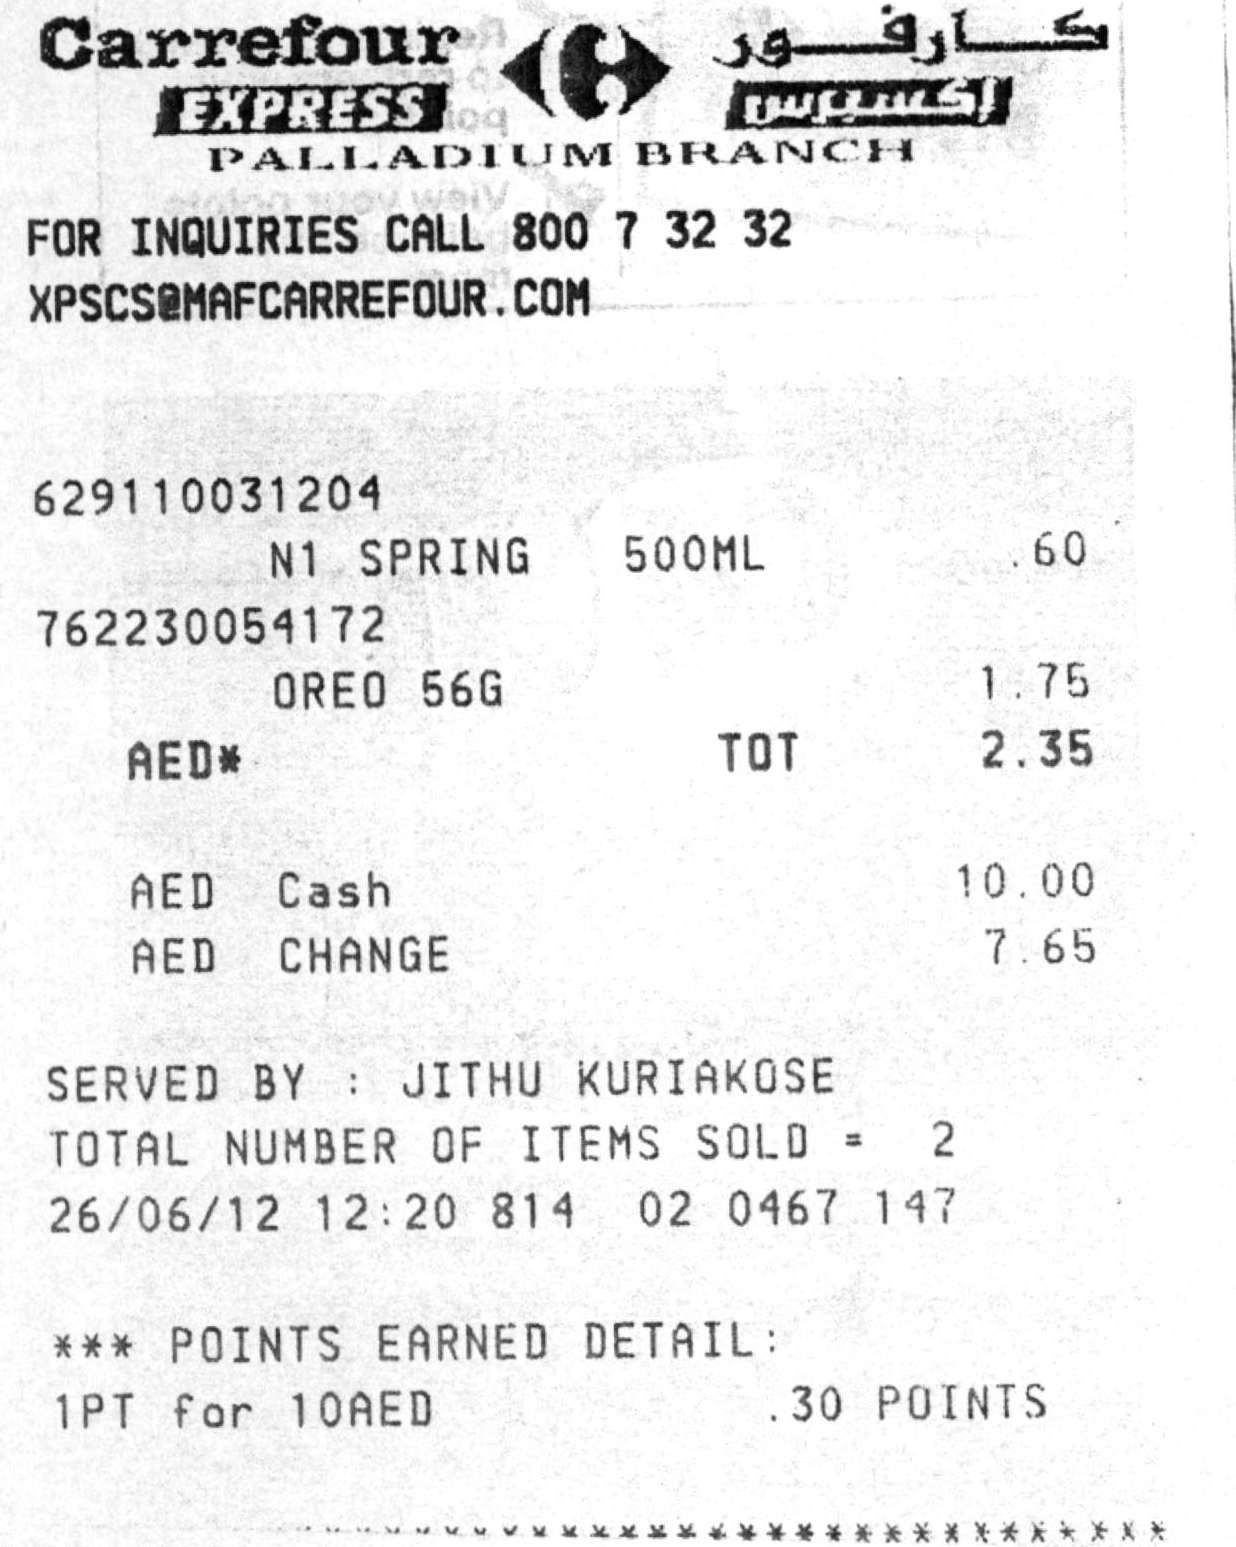 Carrefour كارفور
EXPRESS إكسبرس
PALLADIUM BRANCH
FOR INQUIRIES CALL 800 7 32 32
XPSCS@MAFCARREFOUR.COM
629110031204
N1 SPRING 500ML .60
762230054172
OREO 56G 1.75
AED* TOT 2.35
AED Cash 10.00
AED CHANGE 7.65
SERVED BY : JITHU KURIAKOSE
TOTAL NUMBER OF ITEMS SOLD = 2
26/06/12 12:20 814 02 0467 147
*** POINTS EARNED DETAIL:
1PT for 10AED .30 POINTS